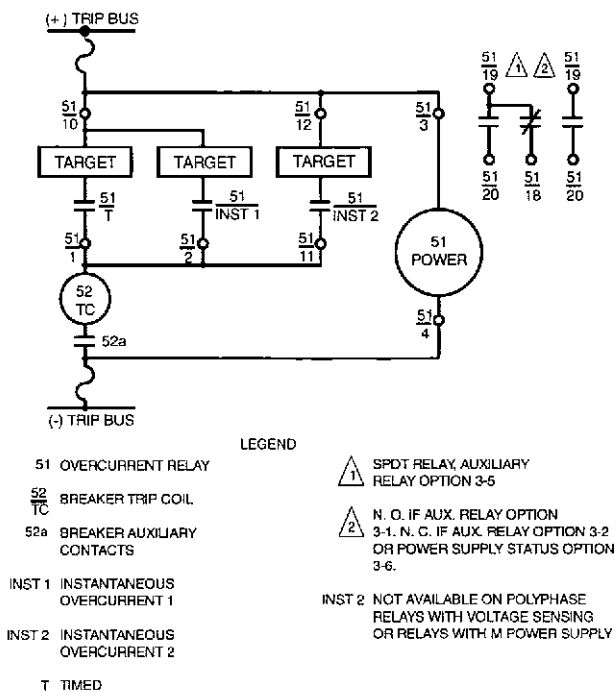 (+) TRIP BUS
51
10
51
12
51
3
51
19
1
2
51
19
TARGET
TARGET
TARGET
51
T
51
INST 1
51
INST 2
51
20
51
18
51
20
51
POWER
51
1
51
2
51
11
52
TC
51
4
52a
(-) TRIP BUS
LEGEND
51 OVERCURRENT RELAY
52
TC BREAKER TRIP COIL
52a BREAKER AUXILIARY
CONTACTS
INST 1 INSTANTANEOUS
OVERCURRENT 1
INST 2 INSTANTANEOUS
OVERCURRENT 2
T TIMED
1 SPDT RELAY, AUXILIARY
RELAY OPTION 3-5
2 N. O. IF AUX. RELAY OPTION
3-1. N. C. IF AUX. RELAY OPTION 3-2
OR POWER SUPPLY STATUS OPTION
3-6.
INST 2 NOT AVAILABLE ON POLYPHASE
RELAYS WITH VOLTAGE SENSING
OR RELAYS WITH M POWER SUPPLY